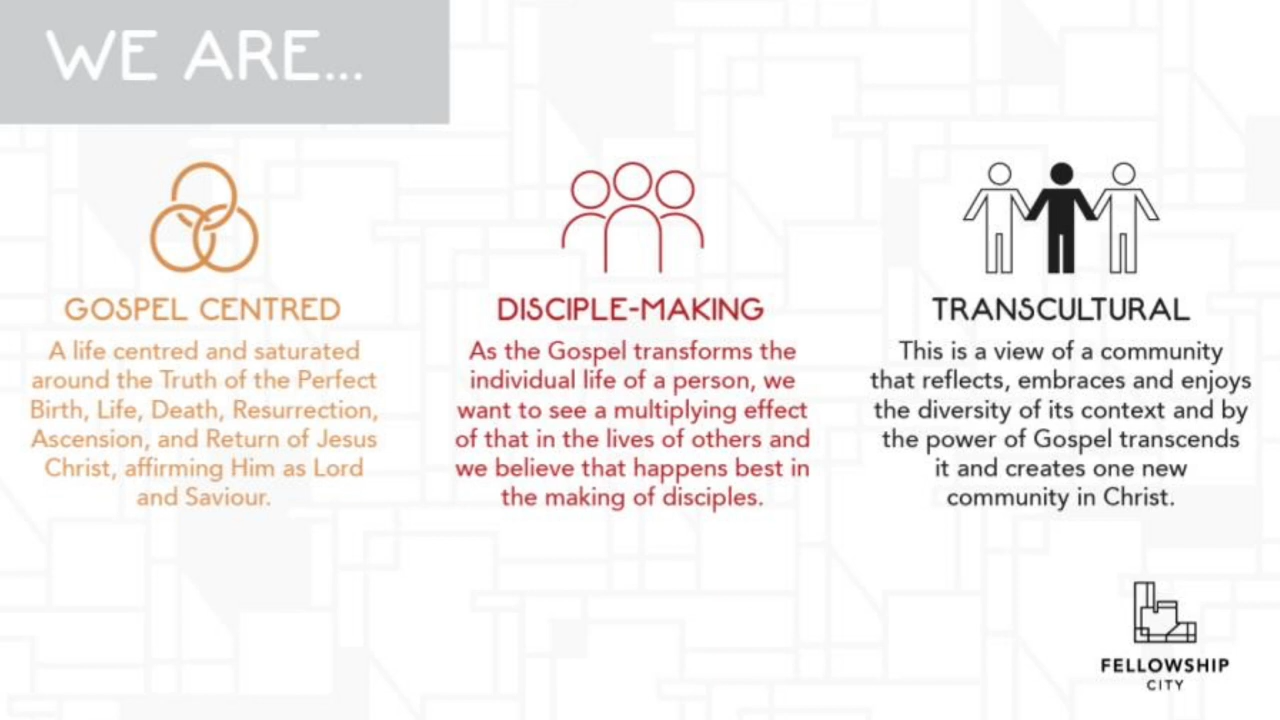 WE ARE...
GOSPEL CENTRED
A life centred and saturated
around the Truth of the Perfect
Birth, Life, Death, Resurrection,
Ascension, and Return of Jesus
Christ, affirming Him as Lord
and Saviour.
DISCIPLE-MAKING
As the Gospel transforms the
individual life of a person, we
want to see a multiplying effect
of that in the lives of others and
we believe that happens best in
the making of disciples.
TRANSCULTURAL
This is a view of a community
that reflects, embraces and enjoys
the diversity of its context and by
the power of Gospel transcends
it and creates one new
community in Christ.
FELLOWSHIP
CITY